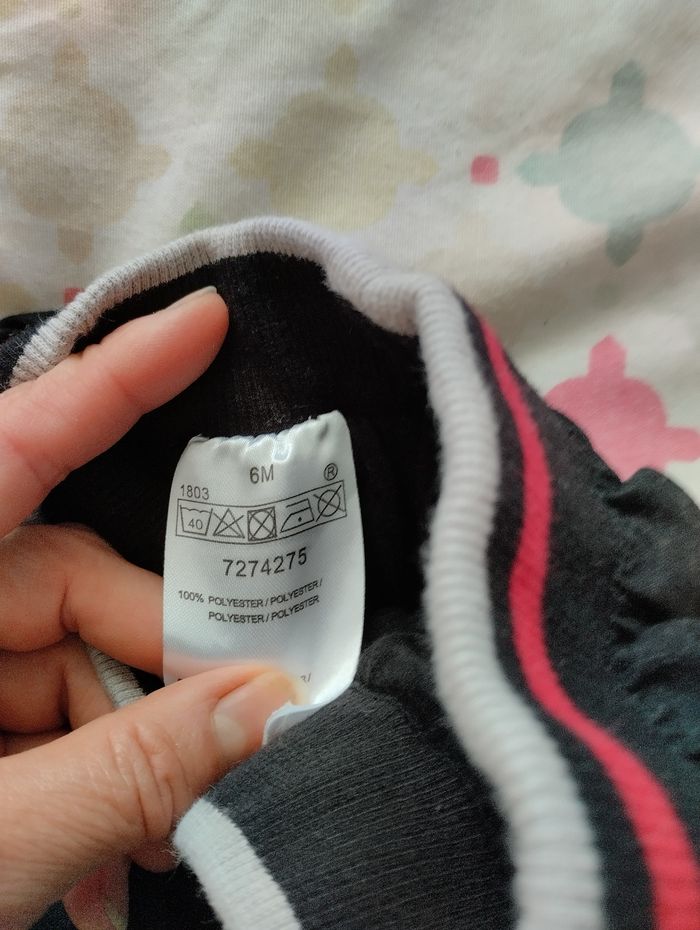 6M ®
1803
40
7274275
100% POLYESTER / POLYESTER /
POLYESTER / POLYESTER